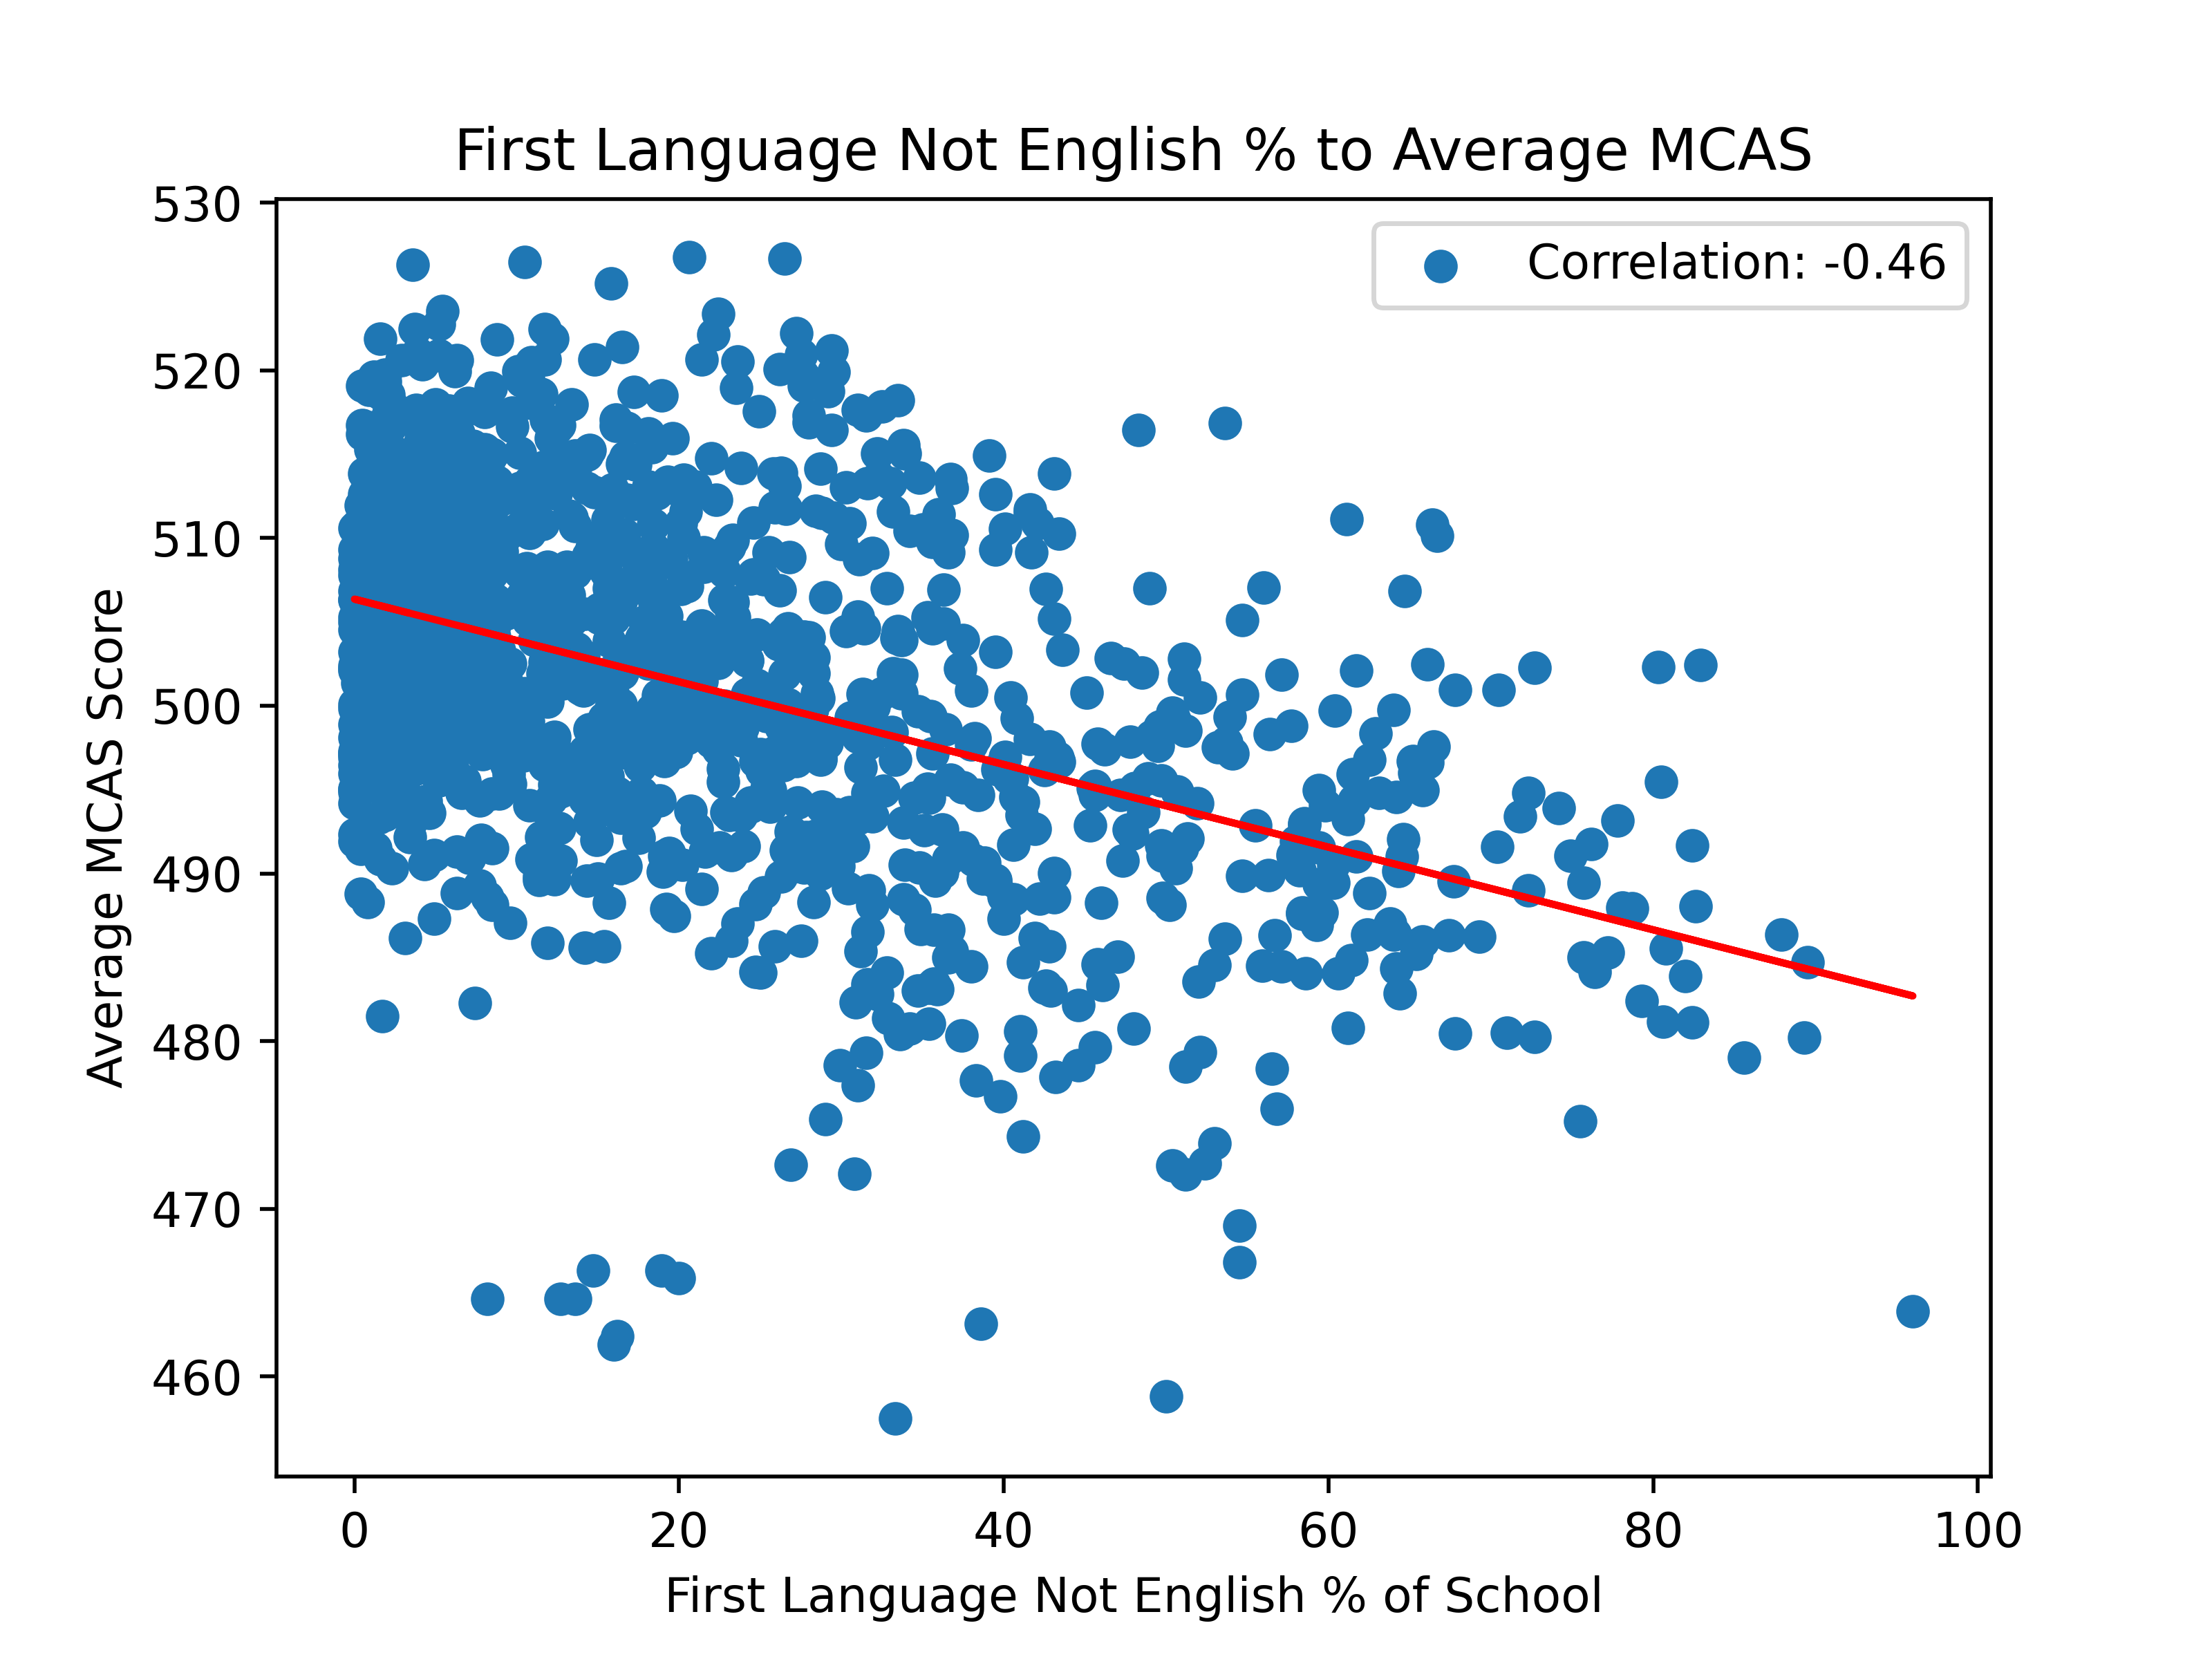 First Language Not English % to Average MCAS
Correlation: -0.46
Average MCAS Score
530
520
510
500
490
480
470
460
0 20 40 60 80 100
First Language Not English % of School